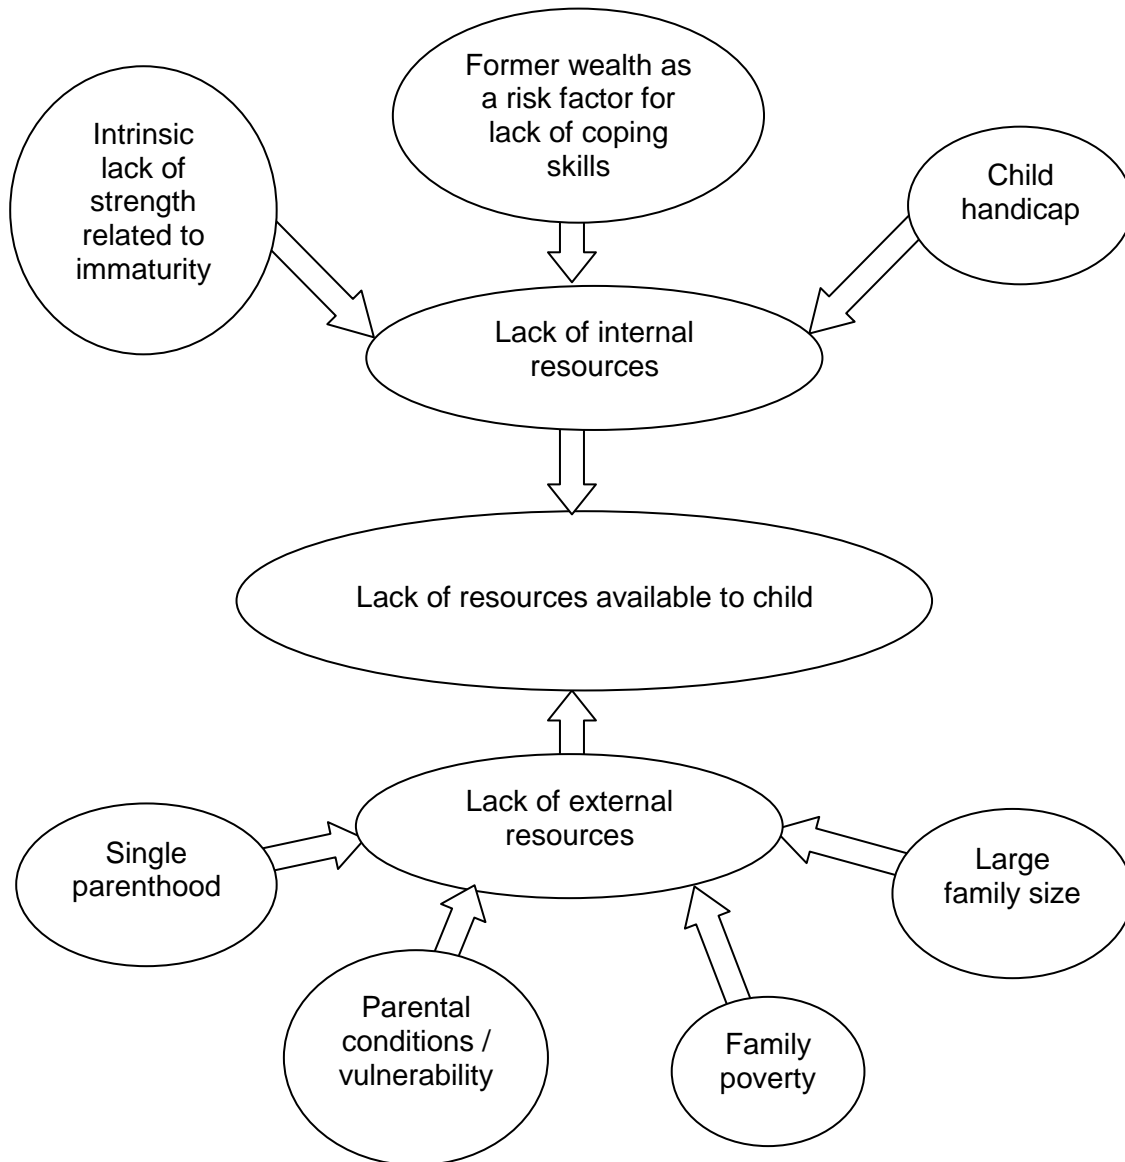 Former wealth as
a risk factor for
lack of coping
skills
Intrinsic
lack of
strength
related to
immaturity
Child
handicap
Lack of internal
resources
Lack of resources available to child
Lack of external
resources
Single
parenthood
Large
family size
Parental
conditions /
vulnerability
Family
poverty